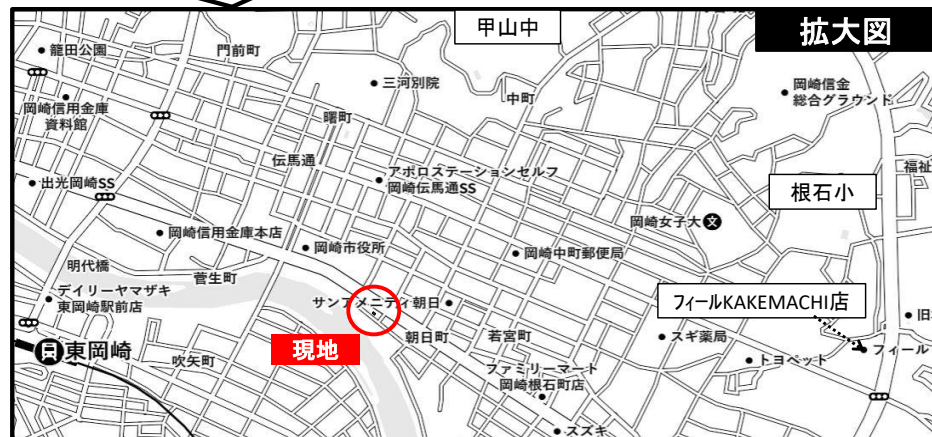 甲山中
拡大図
龍田公園
門前町
三河別院
岡崎信金
総合グラウンド
中町
岡崎信用金庫
資料館
曙町
伝馬通
アポロステーションセルフ
岡崎伝馬通SS
福祉
出光岡崎SS
根石小
岡崎女子大
文
岡崎信用金庫本店
岡崎市役所
岡崎中町郵便局
明代橋
菅生町
デイリーヤマザキ
東岡崎駅前店
サンアメニティ朝日
フィールKAKEMACHI店
旧
朝日町
若宮町
スギ薬局
現地
東岡崎
吹矢町
ファミリーマート
岡崎根石町店
トヨペット
フィール
スズキ